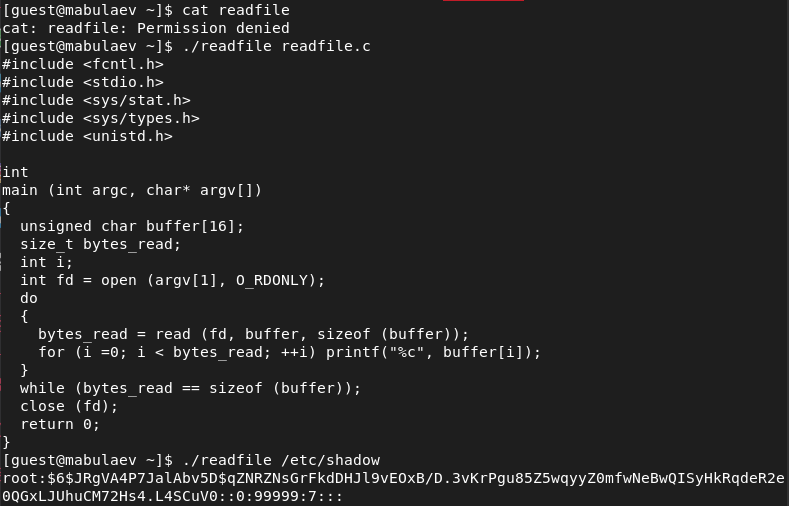 [guest@mabulaev ~]$ cat readfile
cat: readfile: Permission denied
[guest@mabulaev ~]$ ./readfile readfile.c
#include <fcntl.h>
#include <stdio.h>
#include <sys/stat.h>
#include <sys/types.h>
#include <unistd.h>

int
main (int argc, char* argv[])
{
  unsigned char buffer[16];
  size_t bytes_read;
  int i;
  int fd = open (argv[1], O_RDONLY);
  do
  {
    bytes_read = read (fd, buffer, sizeof (buffer));
    for (i =0; i < bytes_read; ++i) printf("%c", buffer[i]);
  }
  while (bytes_read == sizeof (buffer));
  close (fd);
  return 0;
}
[guest@mabulaev ~]$ ./readfile /etc/shadow
root:$6$JRgVA4P7JalAbv5D$qZNRZNsGrFkdDHJl9vEOxB/D.3vKrPgu85Z5wqyyZ0mfwNeBwQISyHkRqdeR2e
0QGxLJUhuCM72Hs4.L4SCuV0::0:99999:7:::